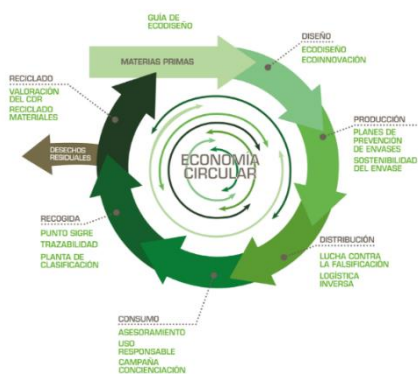 GUÍA DE
ECODISEÑO
MATERIAS PRIMAS
DISEÑO
ECODISEÑO
ECOINNOVACIÓN
PRODUCCIÓN
PLANES DE
PREVENCIÓN
DE ENVASES
SOSTENIBILIDAD
DEL ENVASE
DISTRIBUCIÓN
LUCHA CONTRA
LA FALSIFICACIÓN
LOGÍSTICA
INVERSA
CONSUMO
ASESORAMIENTO
USO
RESPONSABLE
CAMPAÑA
CONCIENCIACIÓN
RECOGIDA
PUNTO SIGRE
TRAZABILIDAD
PLANTA DE
CLASIFICACIÓN
DESECHOS
RESIDUALES
RECICLADO
VALORACIÓN
DEL CDR
RECICLADO
MATERIALES
ECONOMÍA
CIRCULAR